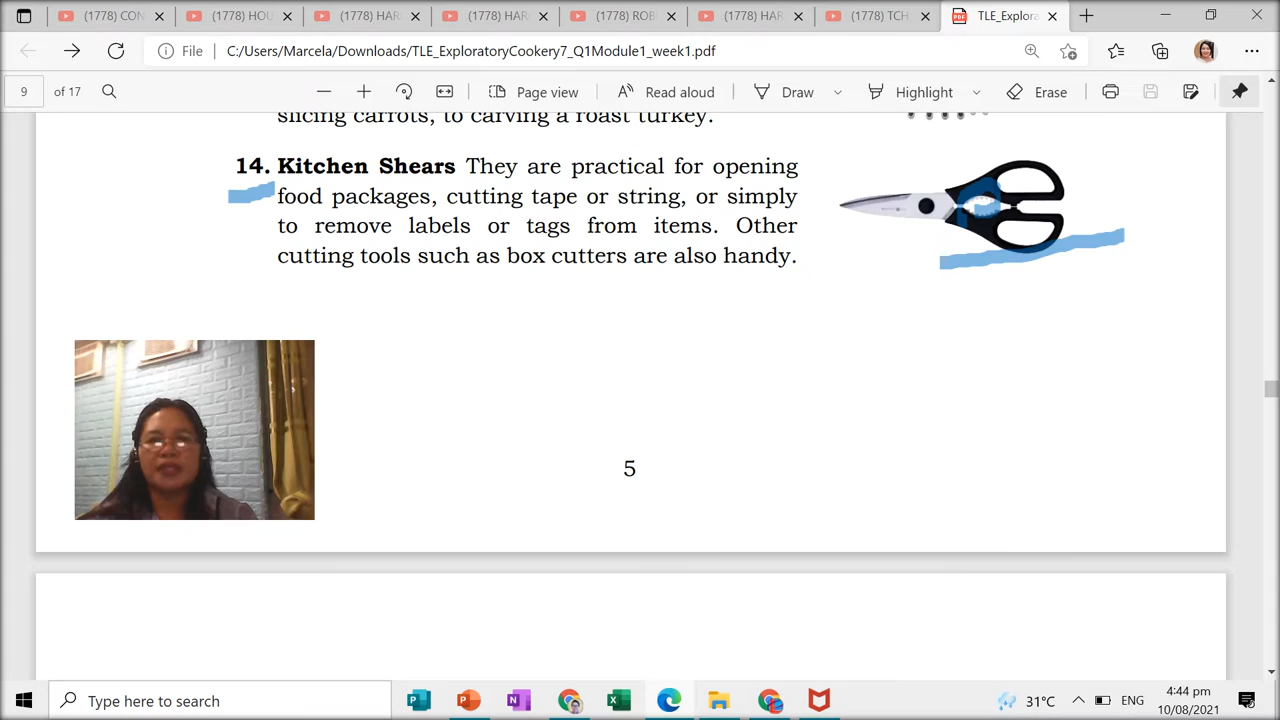 (1778) CON
(1778) HOU
(1778) HAR
(1778) HAR
(1778) ROB
(1778) HAR
(1778) TCH
TLE_Explora
File
C:/Users/Marcela/Downloads/TLE_ExploratoryCookery7_Q1Module1_week1.pdf
9 of 17
Page view
Read aloud
Draw
Highlight
Erase
slicing carrots, to carving a roast turkey.
14. Kitchen Shears They are practical for opening
food packages, cutting tape or string, or simply
to remove labels or tags from items. Other
cutting tools such as box cutters are also handy.
5
Type here to search
31°C
ENG
4:44 pm
10/08/2021